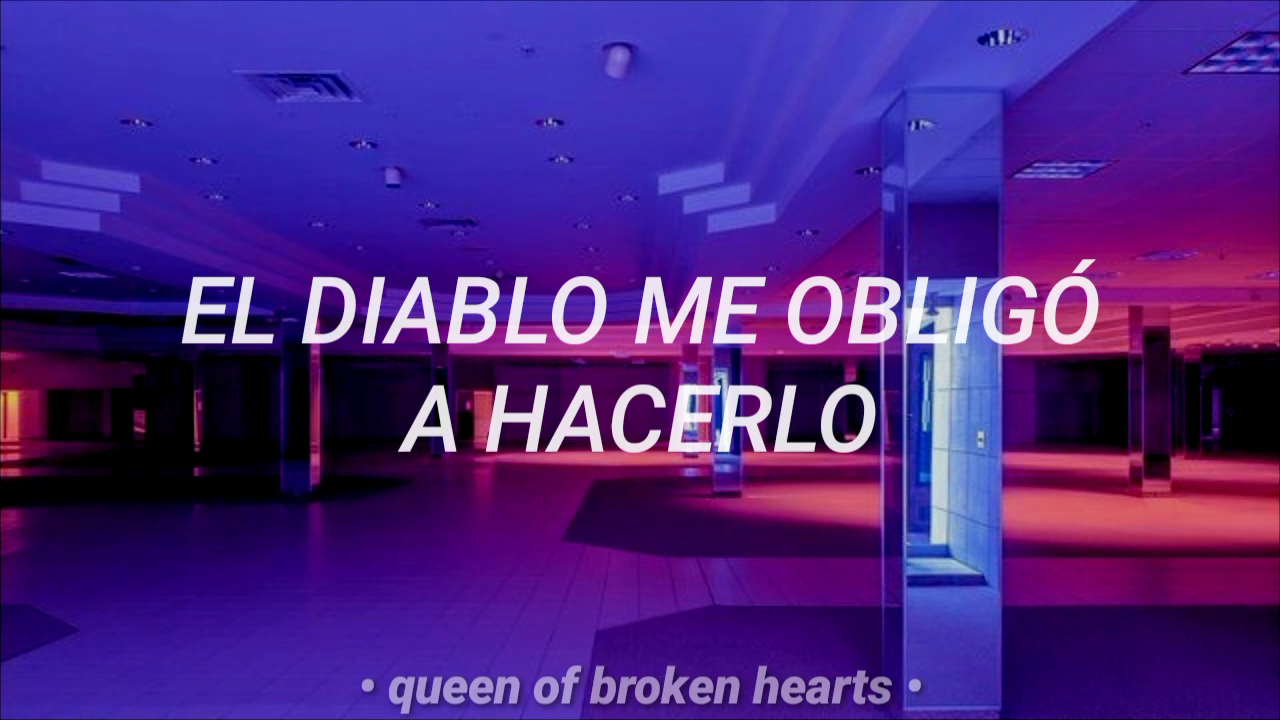 EL DIABLO ME OBLIGÓ
A HACERLO
• queen of broken hearts •